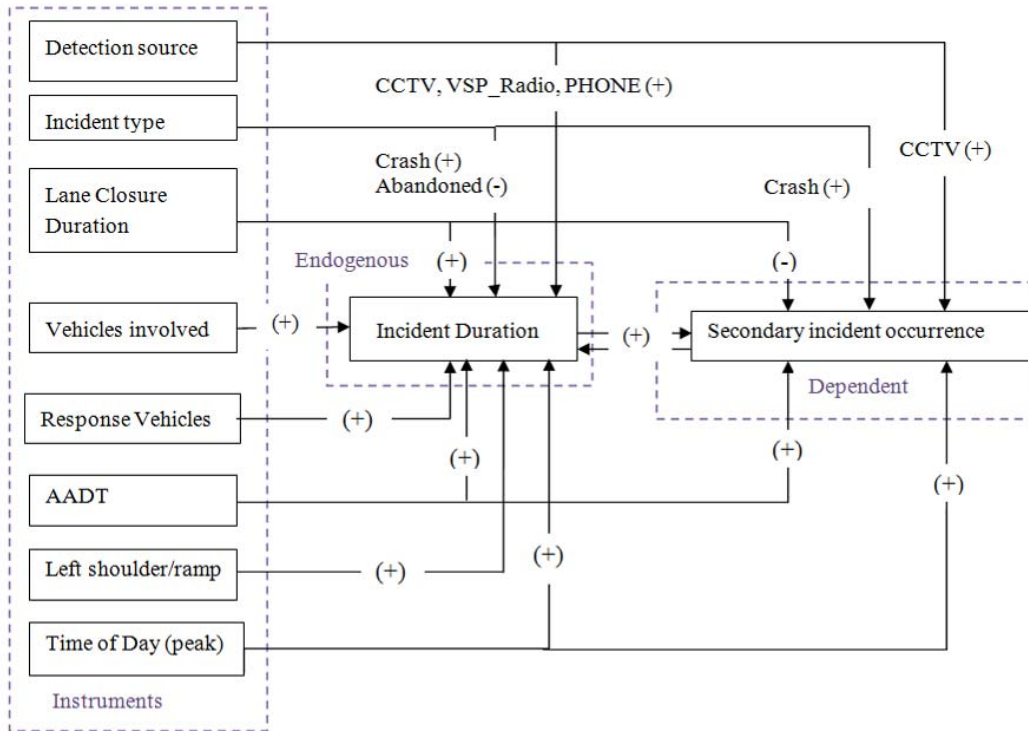 Detection source
CCTV, VSP_Radio, PHONE (+)
Incident type
CCTV (+)
Crash (+)
Abandoned (-)
Crash (+)
Lane Closure
Duration
Endogenous
(+)
(-)
Vehicles involved
(+)
Incident Duration
(+)
Secondary incident occurrence
Dependent
Response Vehicles
(+)
(+)
(+)
AADT
(+)
Left shoulder/ramp
(+)
(+)
Time of Day (peak)
Instruments